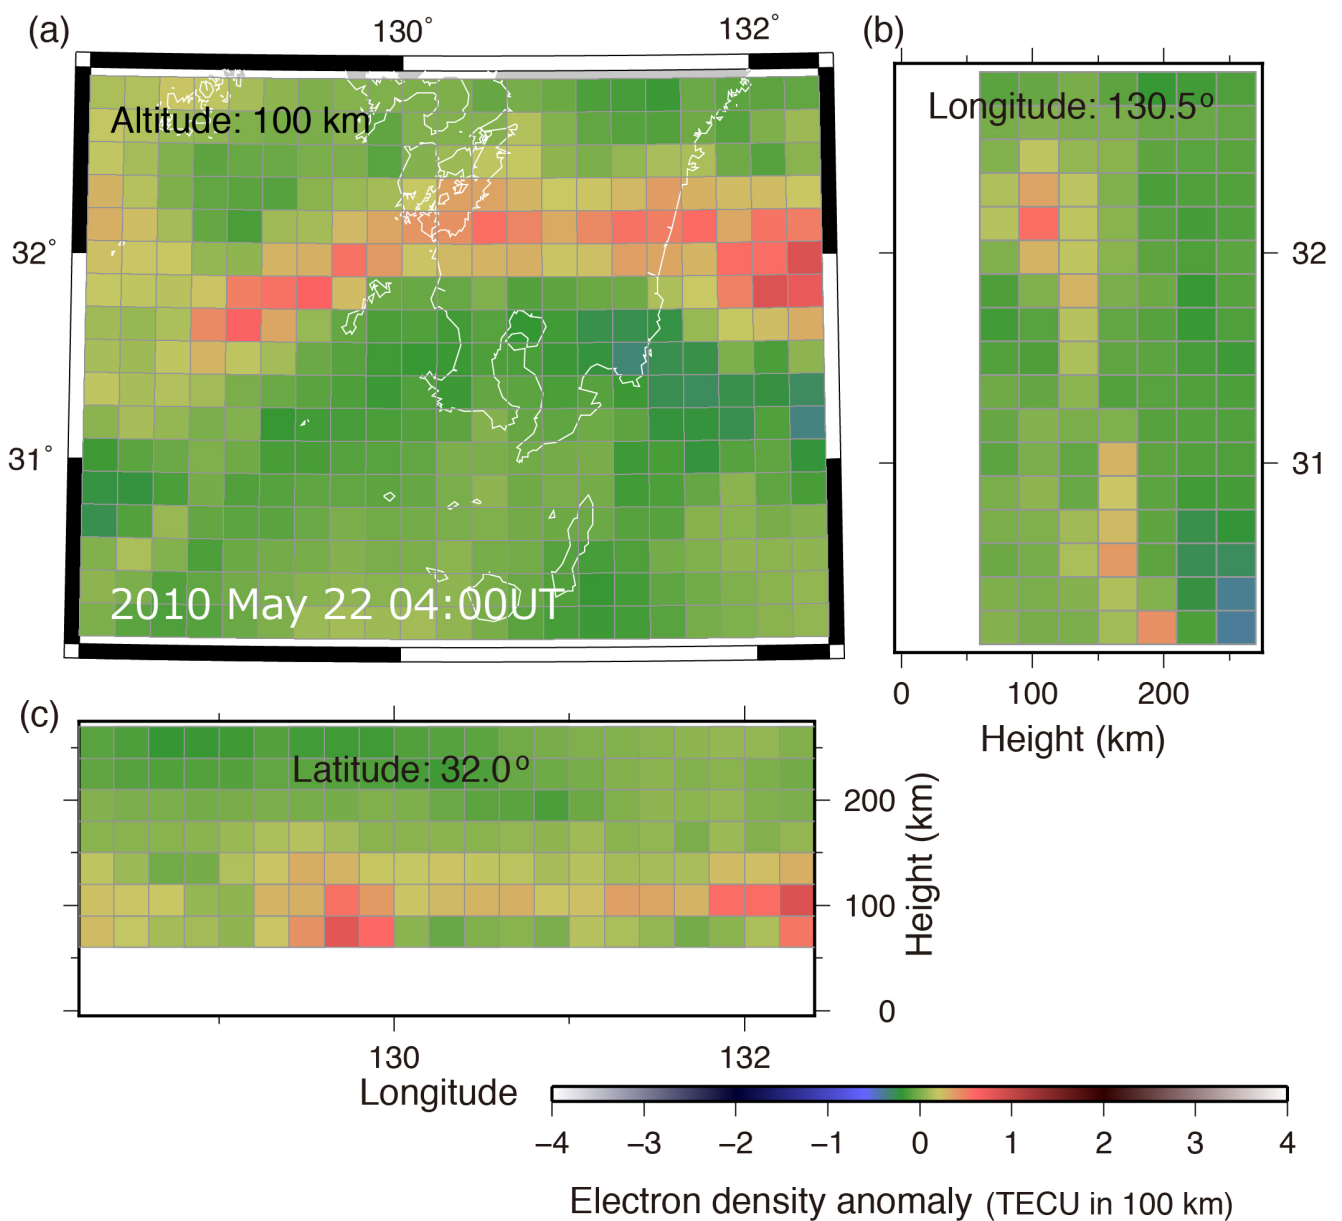 (a)
130°
132°
(b)
Altitude: 100 km
Longitude: 130.5°
32°
32
31°
31
2010 May 22 04:00UT
0
100
200
Height (km)
(c)
Latitude: 32.0°
200
100
0
Height (km)
130
132
Longitude
−4
−3
−2
−1
0
1
2
3
4
Electron density anomaly (TECU in 100 km)